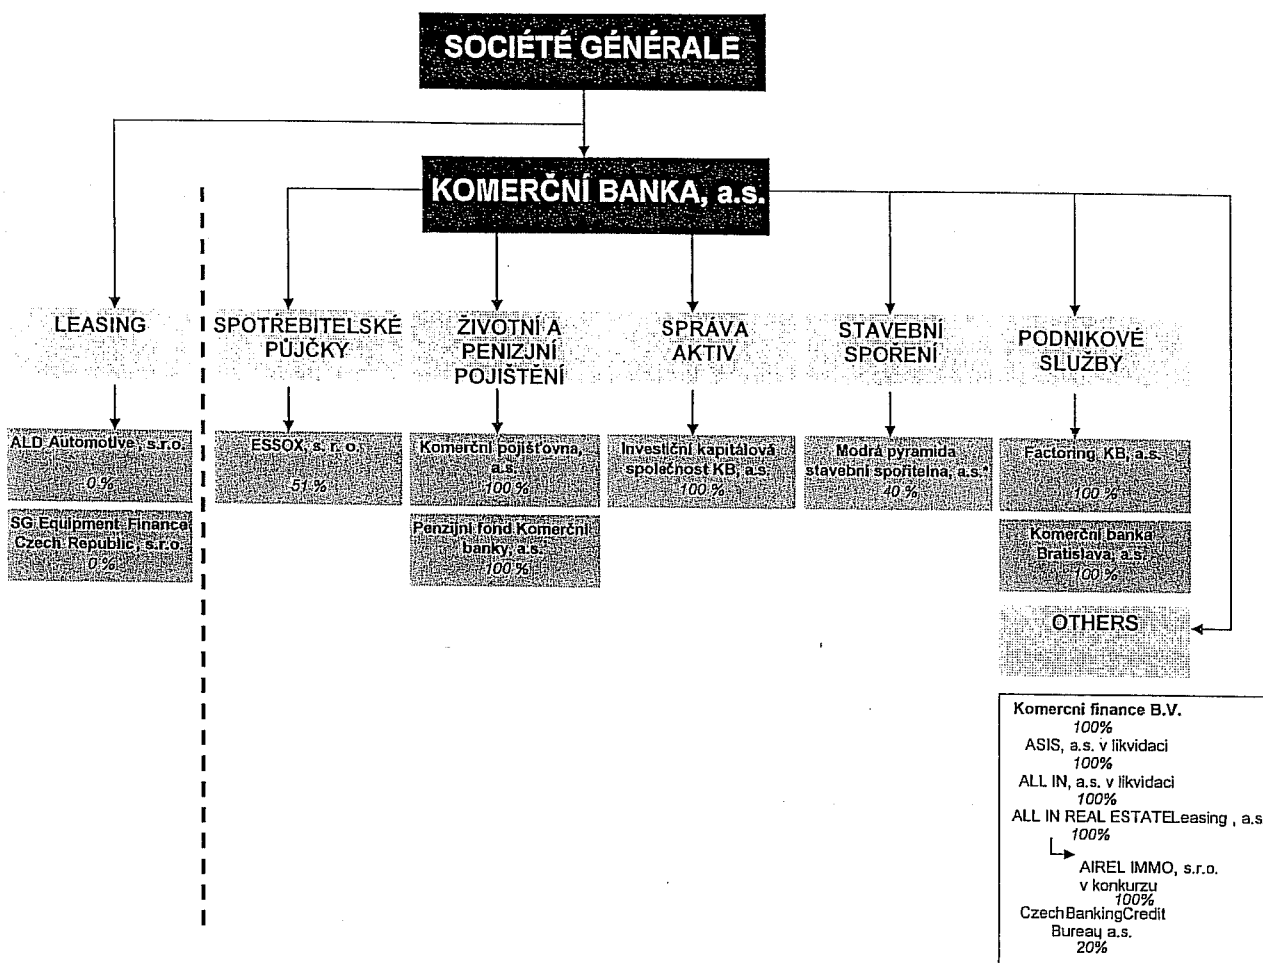 SOCIÉTÉ GÉNÉRALE
KOMERČNÍ BANKA, a.s.
LEASING
ALD Automotive, s.r.o.
0 %
SG Equipment Finance
Czech Republic, s.r.o.
0 %
SPOTŘEBITELSKÉ
PŮJČKY
ESSOX, s. r. o.
51 %
ŽIVOTNÍ A
PENIZJNÍ
POJIŠTĚNÍ
Komerční pojišťovna,
a.s.
100 %
Penzijní fond Komerční
banky, a.s.
100 %
SPRÁVA
AKTIV
Investiční kapitálová
společnost KB, a.s.
100 %
STAVEBNÍ
SPOŘENÍ
Modrá pyramida
stavební spořitelna, a.s.*
40 %
PODNIKOVÉ
SLUŽBY
Factoring, KB, a.s.
100 %
Komerční banka
Bratislava, a.s.
100 %
OTHERS
Komercni finance B.V.
100%
ASIS, a.s. v likvidaci
100%
ALL IN, a.s. v likvidaci
100%
ALL IN REAL ESTATELeasing , a.s
100%
AIREL IMMO, s.r.o.
v konkurzu
100%
CzechBankingCredit
Bureau a.s.
20%